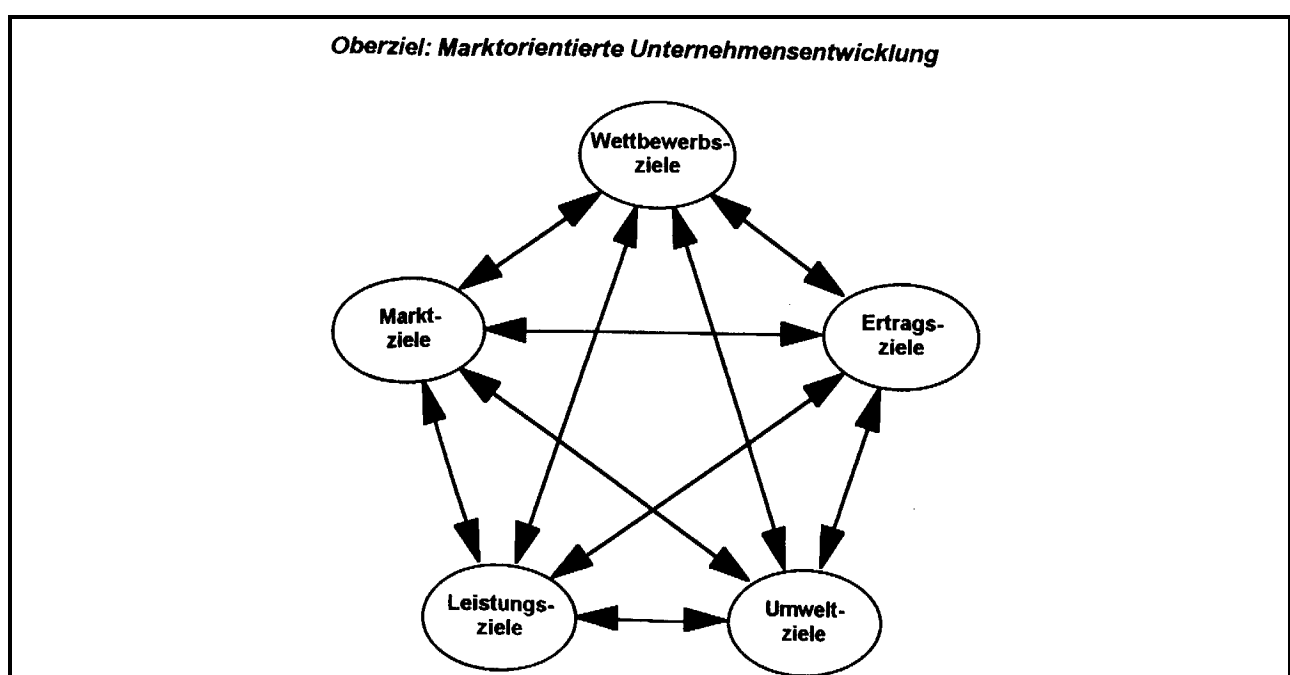 Oberziel: Marktorientierte Unternehmensentwicklung
Wettbewerbs-
ziele
Markt-
ziele
Ertrags-
ziele
Leistungs-
ziele
Umwelt-
ziele